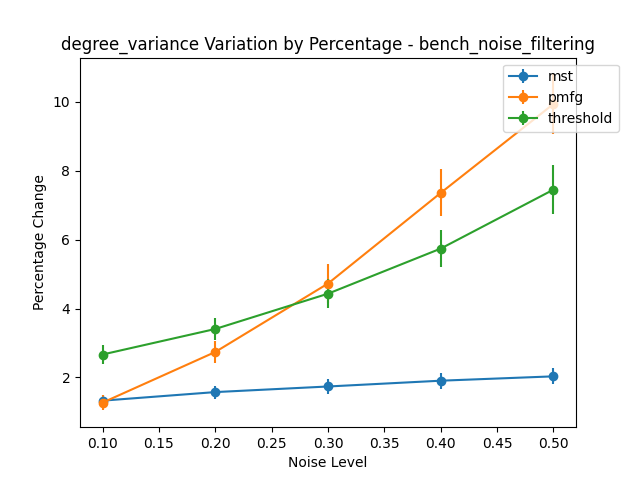 degree_variance Variation by Percentage - bench_noise_filtering
mst
pmfg
threshold
Percentage Change
10
8
6
4
2
0.10 0.15 0.20 0.25 0.30 0.35 0.40 0.45 0.50
Noise Level